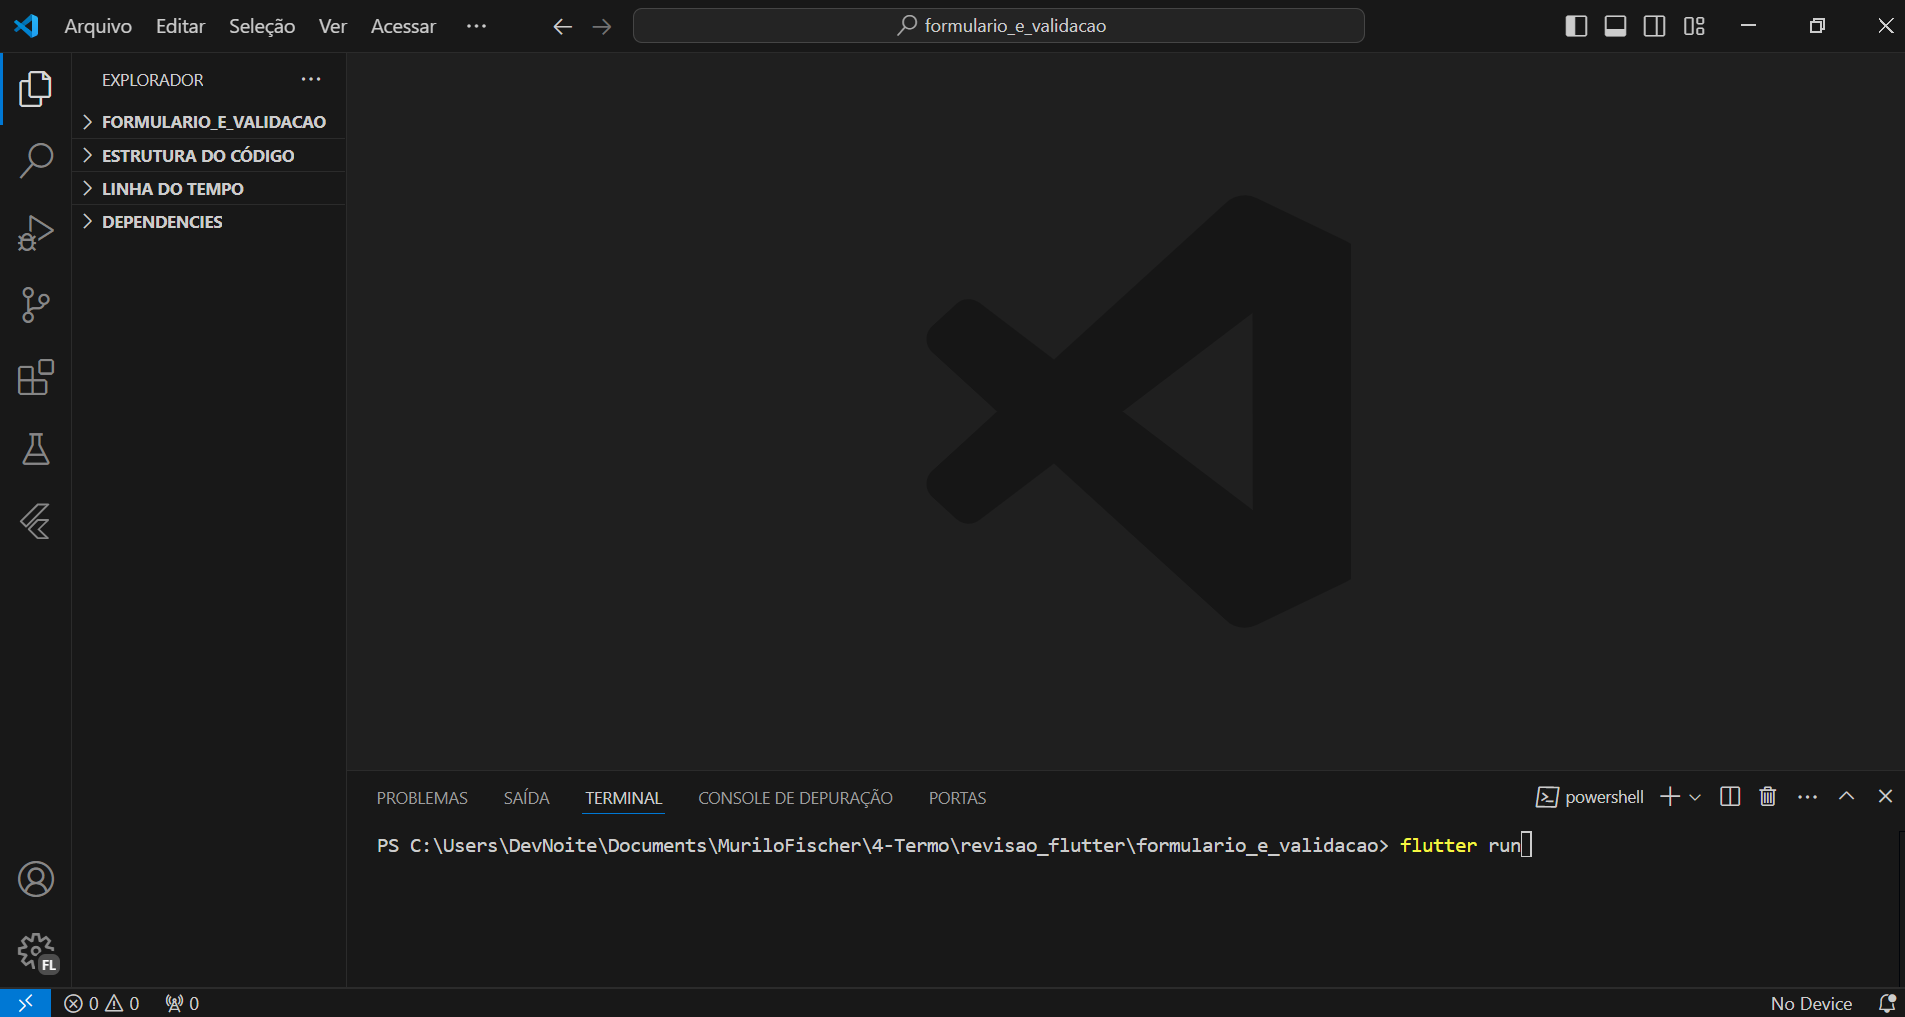 Arquivo Editar Seleção Ver Acessar ··· formulario_e_validacao
EXPLORADOR ···
FORMULARIO_E_VALIDACAO
ESTRUTURA DO CÓDIGO
LINHA DO TEMPO
DEPENDENCIES
PROBLEMAS SAÍDA TERMINAL CONSOLE DE DEPURAÇÃO PORTAS powershell ···
PS C:\Users\DevNoite\Documents\MuriloFischer\4-Termo\revisao_flutter\formulario_e_validacao> flutter run
FL
0 0 0 No Device